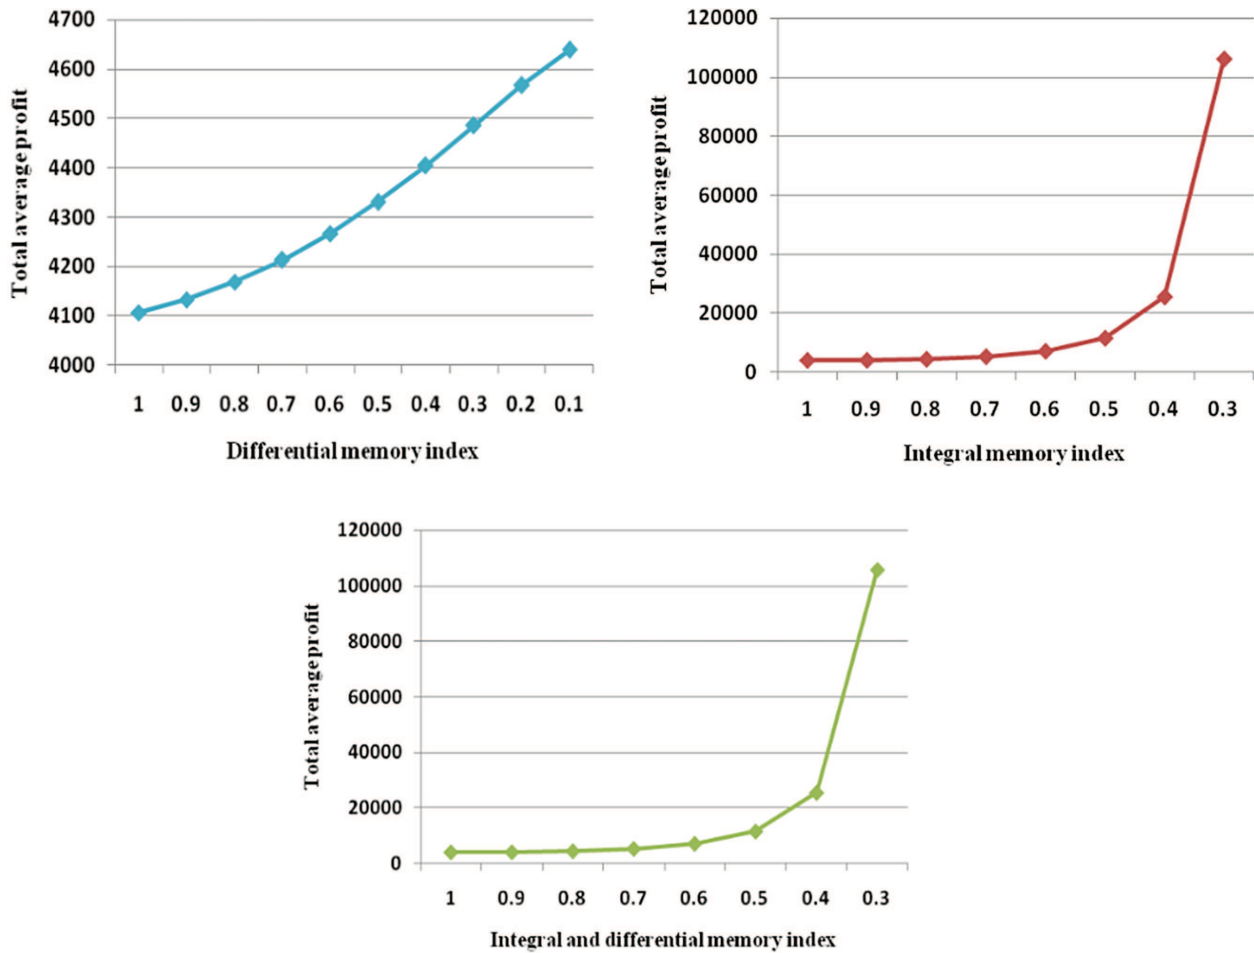 4700
4600
4500
4400
4300
4200
4100
4000
Total average profit
1 0.9 0.8 0.7 0.6 0.5 0.4 0.3 0.2 0.1
Differential memory index
120000
100000
80000
60000
40000
20000
0
Total average profit
1 0.9 0.8 0.7 0.6 0.5 0.4 0.3
Integral memory index
120000
100000
80000
60000
40000
20000
0
Total average profit
1 0.9 0.8 0.7 0.6 0.5 0.4 0.3
Integral and differential memory index